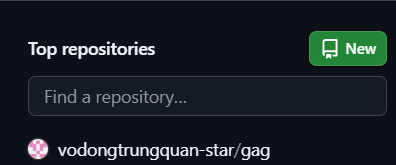 Top repositories
New
Find a repository...
vodongtrungquan-star/gag